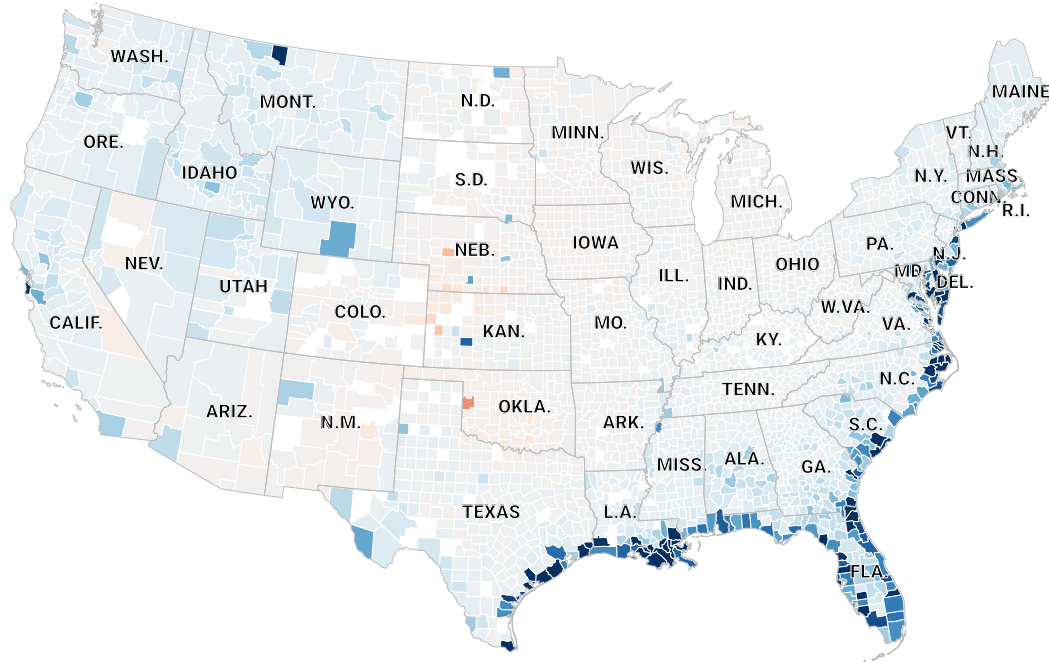 WASH.
MONT.
N.D.
MINN.
MAINE
ORE.
IDAHO
S.D.
WIS.
VT.
N.H.
N.Y.
MASS.
WYO.
MICH.
CONN.
R.I.
NEB.
IOWA
PA.
N.J.
NEV.
UTAH
ILL.
IND.
OHIO
MD.
DEL.
COLO.
W.VA.
CALIF.
KAN.
MO.
KY.
VA.
ARIZ.
N.M.
OKLA.
ARK.
TENN.
N.C.
S.C.
MISS.
ALA.
GA.
TEXAS
L.A.
FLA.